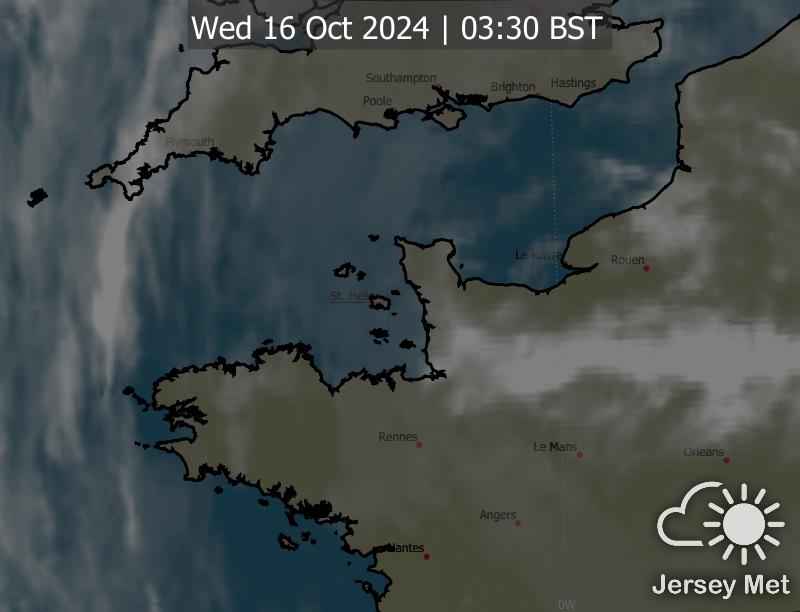 Wed 16 Oct 2024 | 03:30 BST
Southampton
Brighton
Hastings
Poole
Plymouth
Le Havre
Rouen
St. Heli
Paris
Rennes
Le Mans
Orleans
Angers
Nantes
0W
Jersey Met